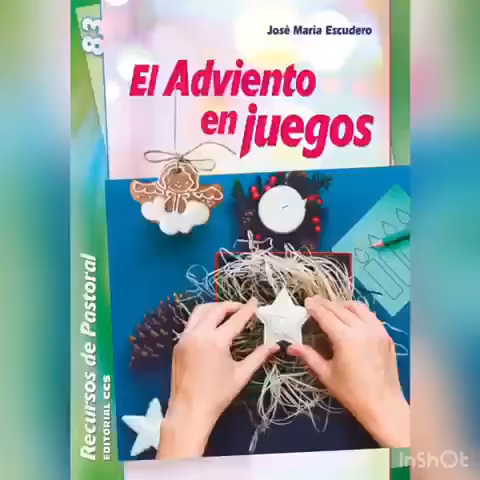 83
José María Escudero
El Adviento
en juegos
Recursos de Pastoral
EDITORIAL CCS
InShOt